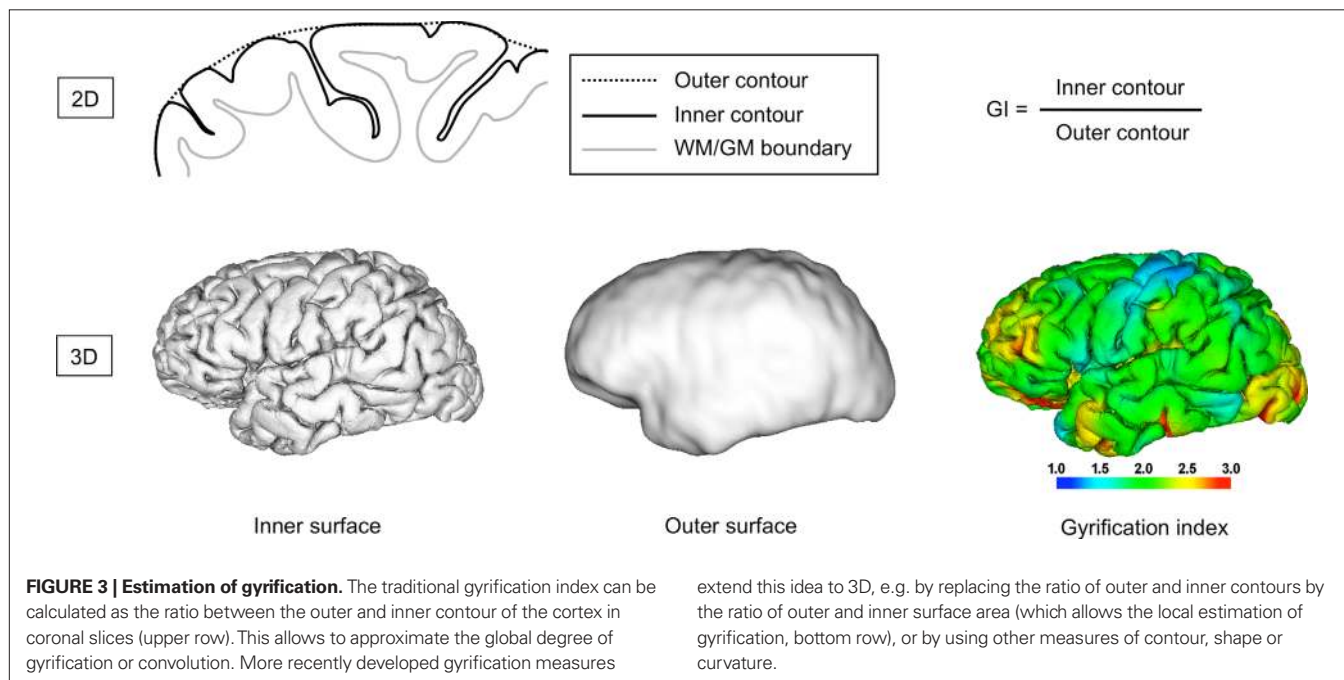 2D
Outer contour
Inner contour
WM/GM boundary
GI =
Inner contour
Outer contour
3D
1.0 1.5 2.0 2.5 3.0
Inner surface
Outer surface
Gyrification index
FIGURE 3 | Estimation of gyrification. The traditional gyrification index can be
calculated as the ratio between the outer and inner contour of the cortex in
coronal slices (upper row). This allows to approximate the global degree of
gyrification or convolution. More recently developed gyrification measures
extend this idea to 3D, e.g. by replacing the ratio of outer and inner contours by
the ratio of outer and inner surface area (which allows the local estimation of
gyrification, bottom row), or by using other measures of contour, shape or
curvature.